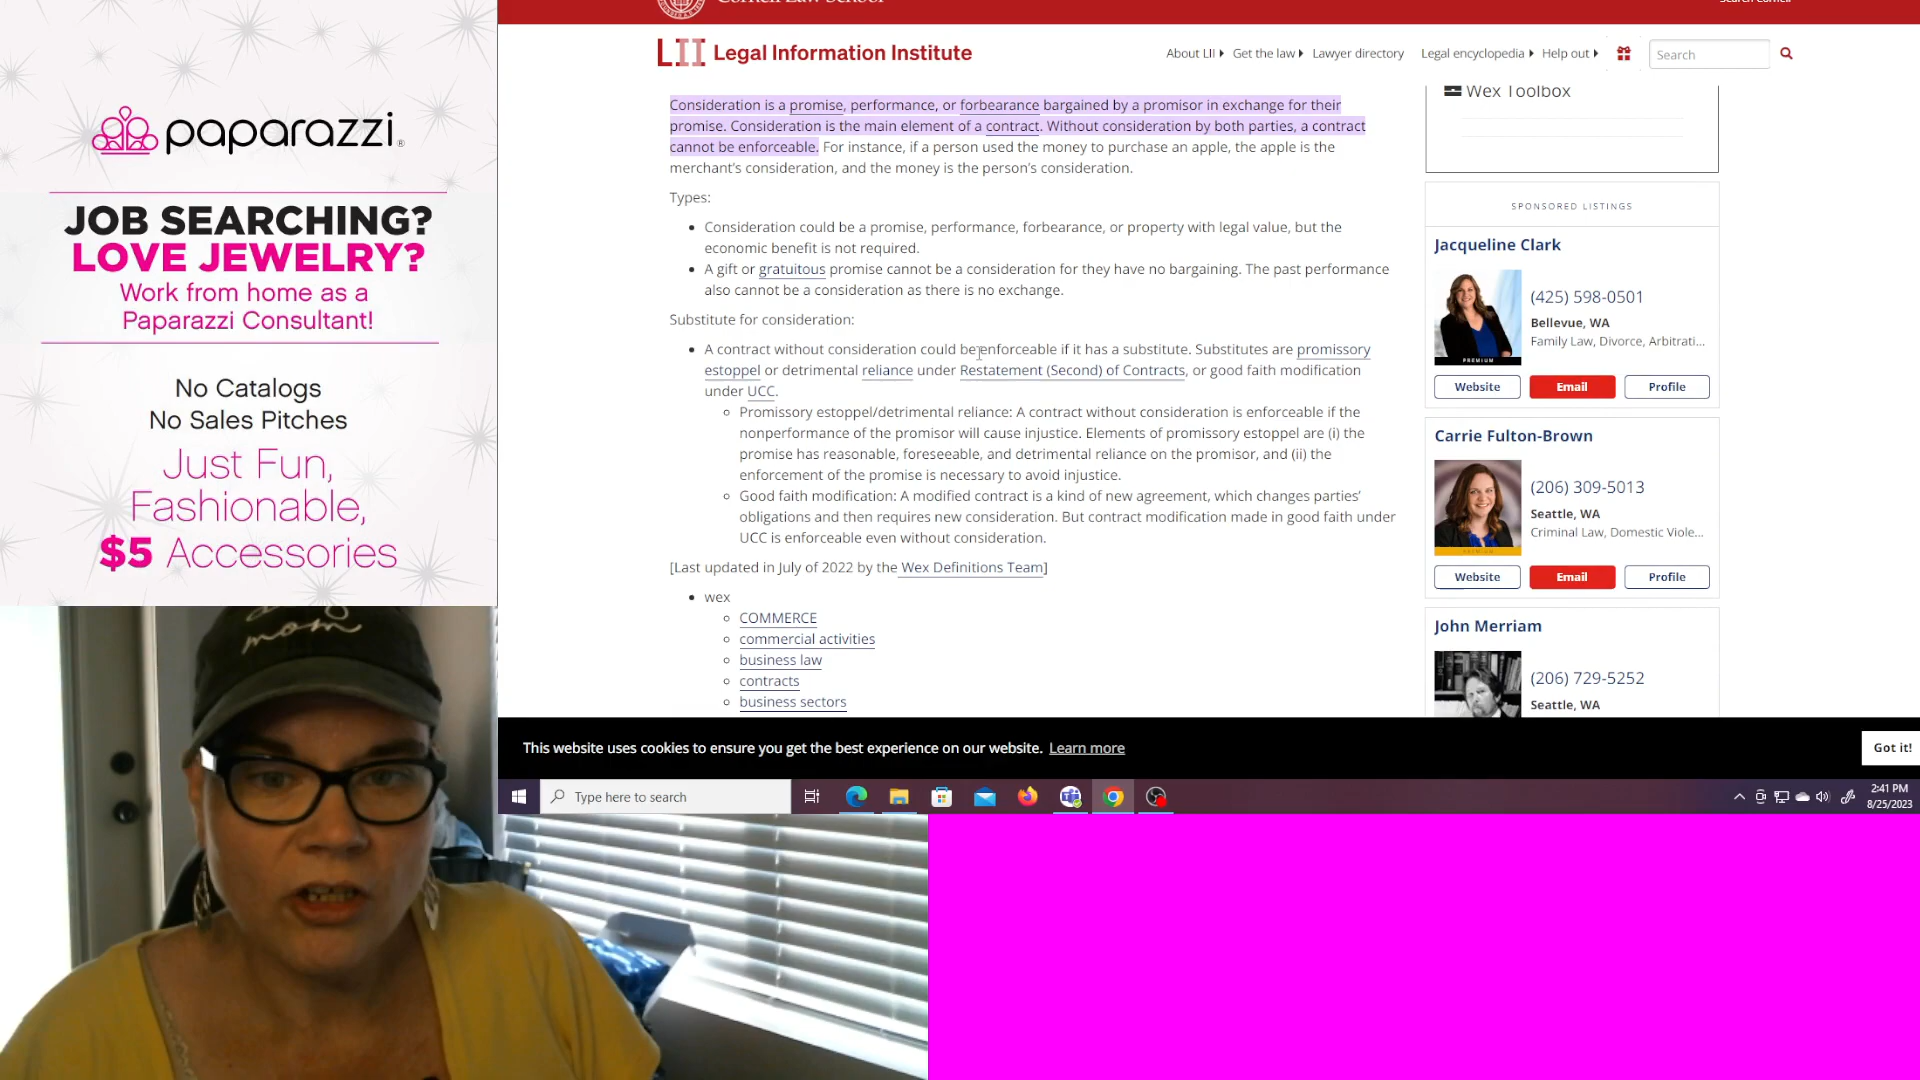 paparazzi®
JOB SEARCHING?
LOVE JEWELRY?
Work from home as a
Paparazzi Consultant!
No Catalogs
No Sales Pitches
Just Fun,
Fashionable,
$5 Accessories
mom
Cornell Law School
Search Cornell
LII Legal Information Institute
About LII
Get the law
Lawyer directory
Legal encyclopedia
Help out
Search
Consideration is a promise, performance, or forbearance bargained by a promisor in exchange for their
promise. Consideration is the main element of a contract. Without consideration by both parties, a contract
cannot be enforceable. For instance, if a person used the money to purchase an apple, the apple is the
merchant's consideration, and the money is the person's consideration.
Types:
Consideration could be a promise, performance, forbearance, or property with legal value, but the
economic benefit is not required.
A gift or gratuitous promise cannot be a consideration for they have no bargaining. The past performance
also cannot be a consideration as there is no exchange.
Substitute for consideration:
A contract without consideration could be enforceable if it has a substitute. Substitutes are promissory
estoppel or detrimental reliance under Restatement (Second) of Contracts, or good faith modification
under UCC.
Promissory estoppel/detrimental reliance: A contract without consideration is enforceable if the
nonperformance of the promisor will cause injustice. Elements of promissory estoppel are (i) the
promise has reasonable, foreseeable, and detrimental reliance on the promisor, and (ii) the
enforcement of the promise is necessary to avoid injustice.
Good faith modification: A modified contract is a kind of new agreement, which changes parties'
obligations and then requires new consideration. But contract modification made in good faith under
UCC is enforceable even without consideration.
[Last updated in July of 2022 by the Wex Definitions Team]
wex
COMMERCE
commercial activities
business law
contracts
business sectors
Wex Toolbox
SPONSORED LISTINGS
Jacqueline Clark
PREMIUM
(425) 598-0501
Bellevue, WA
Family Law, Divorce, Arbitrati...
Website
Email
Profile
Carrie Fulton-Brown
PREMIUM
(206) 309-5013
Seattle, WA
Criminal Law, Domestic Viole...
Website
Email
Profile
John Merriam
(206) 729-5252
Seattle, WA
This website uses cookies to ensure you get the best experience on our website. Learn more
Got it!
Type here to search
2:41 PM
8/25/2023